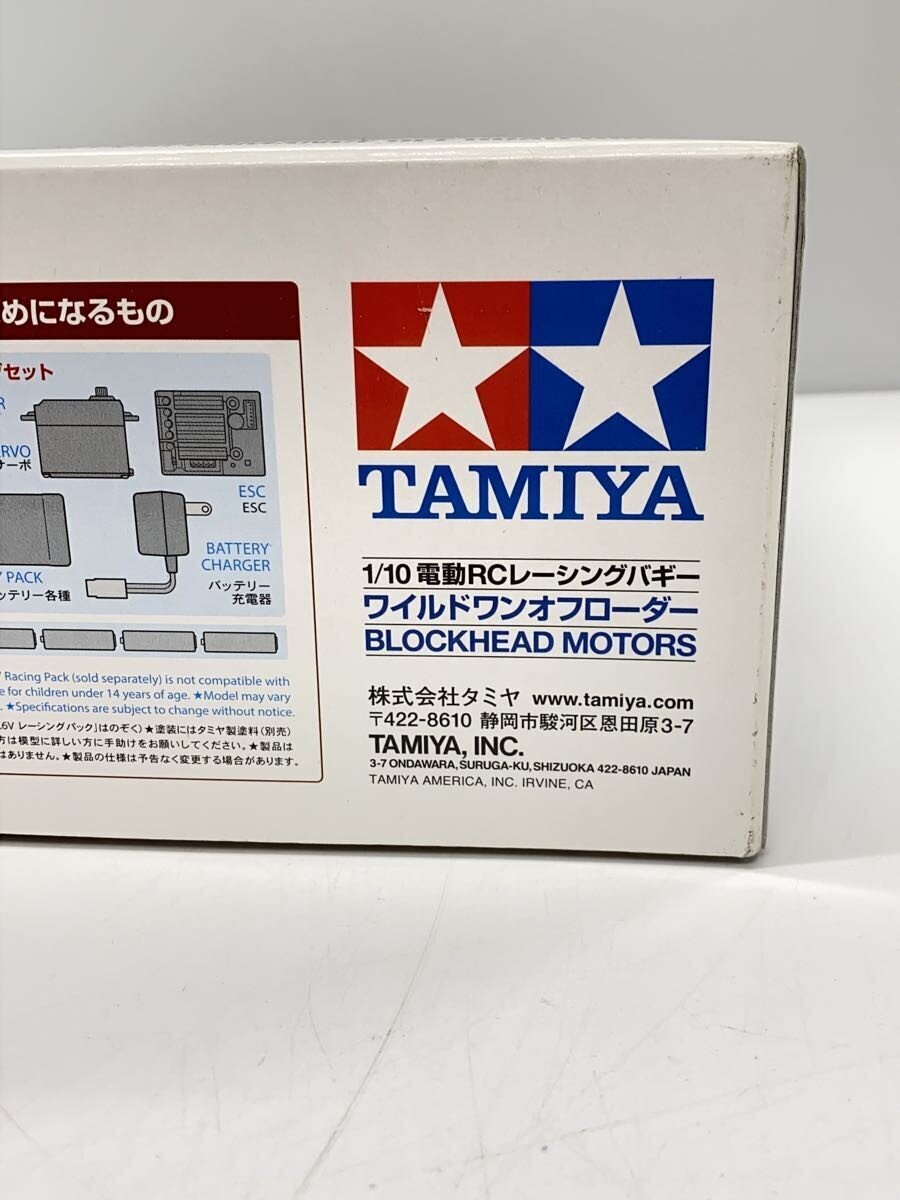 めになるもの
セット
サーボ
ESC
ESC
PACK
ッテリー各種
BATTERY
CHARGER
バッテリー
充電器
Racing Pack (sold separately) is not compatible with
e for children under 14 years of age. ★Model may vary
★Specifications are subject to change without notice.
.6V レーシングパック」はのぞく)★塗装にはタミヤ製塗料(別売)
方は模型に詳しい方に手助けをお願いしてください。★製品は
はありません。★製品の仕様は予告なく変更する場合があります。
TAMIYA
1/10 電動RCレーシングバギー
ワイルドワンオフローダー
BLOCKHEAD MOTORS
株式会社タミヤ www.tamiya.com
〒422-8610 静岡市駿河区恩田原3-7
TAMIYA, INC.
3-7 ONDAWARA, SURUGA-KU, SHIZUOKA 422-8610 JAPAN
TAMIYA AMERICA, INC. IRVINE, CA